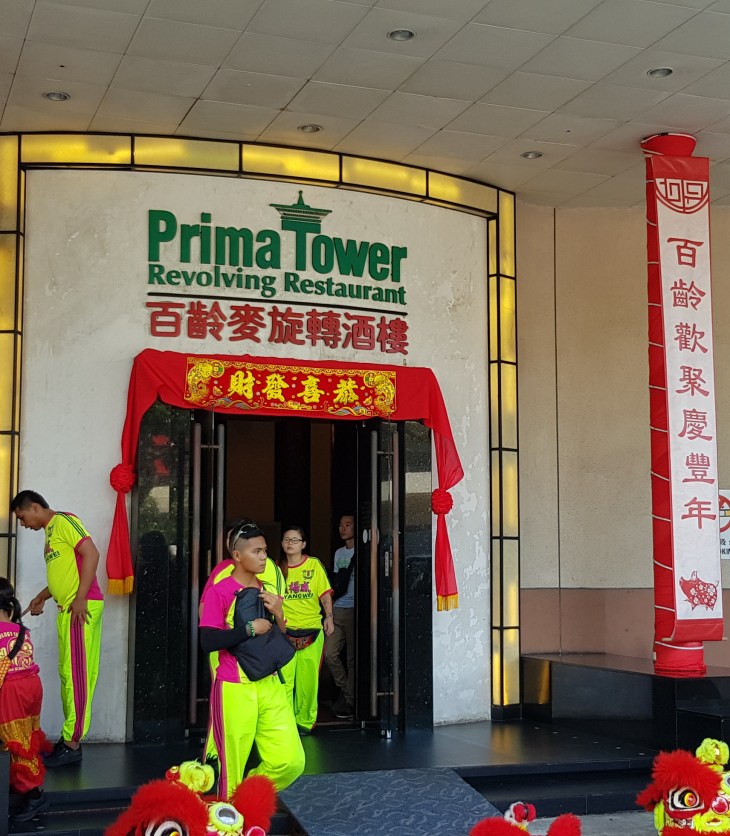 Prima Tower
Revolving Restaurant
百齡麥旋轉酒樓
財發喜恭
百齡歡聚慶豐年
YANGWEI